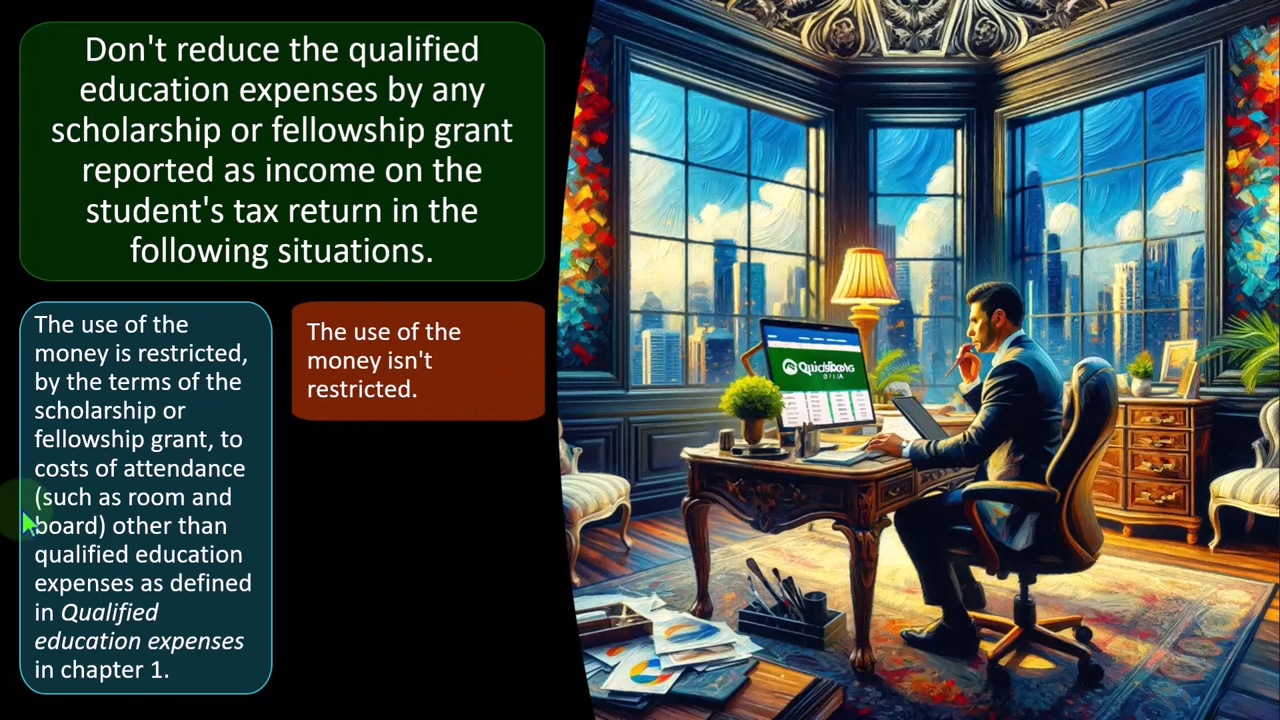 Don't reduce the qualified
education expenses by any
scholarship or fellowship grant
reported as income on the
student's tax return in the
following situations.
The use of the
money is restricted,
by the terms of the
scholarship or
fellowship grant, to
costs of attendance
(such as room and
board) other than
qualified education
expenses as defined
in Qualified
education expenses
in chapter 1.
The use of the
money isn't
restricted.